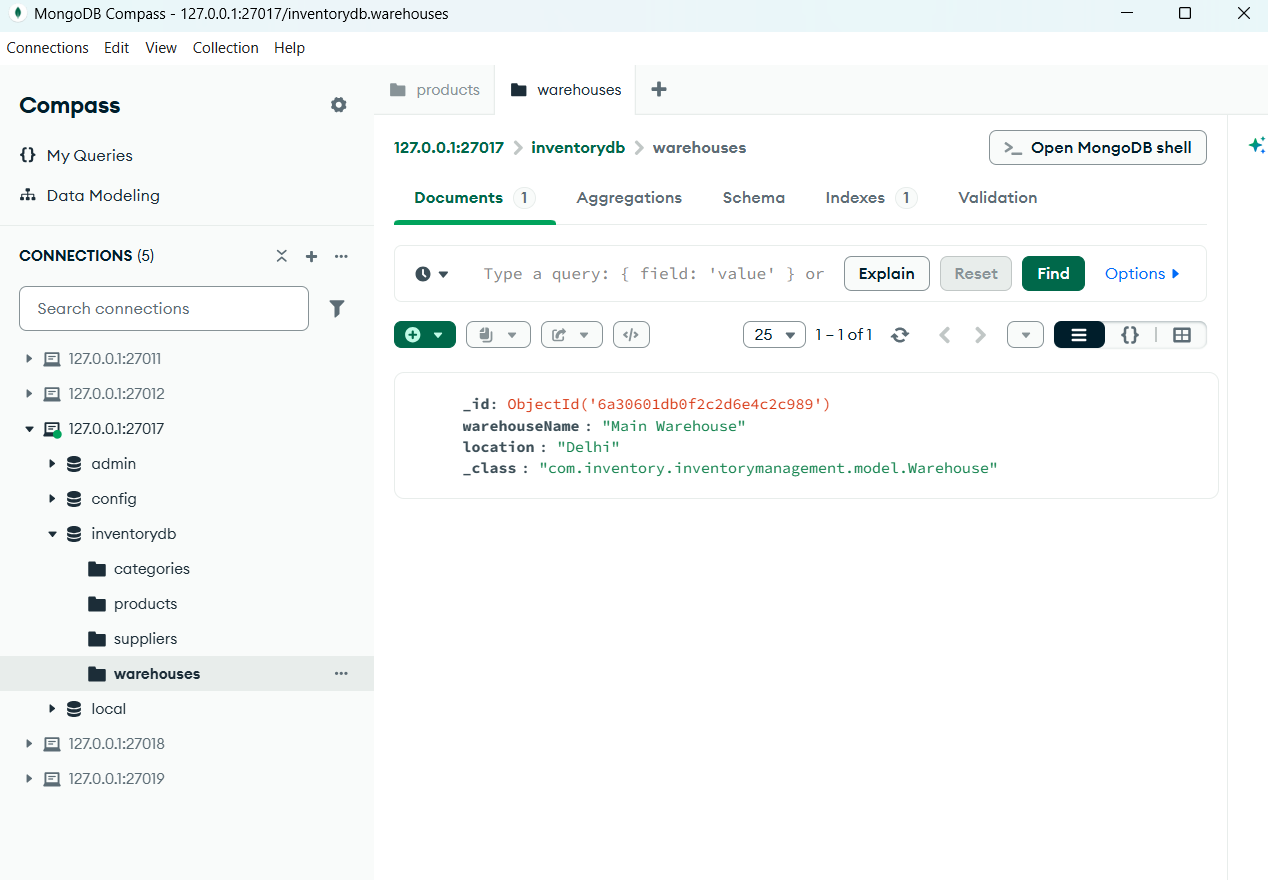 MongoDB Compass - 127.0.0.1:27017/inventorydb.warehouses
Connections Edit View Collection Help
Compass
{} My Queries
Data Modeling
CONNECTIONS (5)
Search connections
127.0.0.1:27011
127.0.0.1:27012
127.0.0.1:27017
admin
config
inventorydb
categories
products
suppliers
warehouses
local
127.0.0.1:27018
127.0.0.1:27019
products warehouses
127.0.0.1:27017 > inventorydb > warehouses
>_ Open MongoDB shell
Documents 1 Aggregations Schema Indexes 1 Validation
Type a query: { field: 'value' } or Explain Reset Find Options
</> 25 1 – 1 of 1 {}
_id: ObjectId('6a30601db0f2c2d6e4c2c989')
warehouseName : "Main Warehouse"
location : "Delhi"
_class : "com.inventory.inventorymanagement.model.Warehouse"